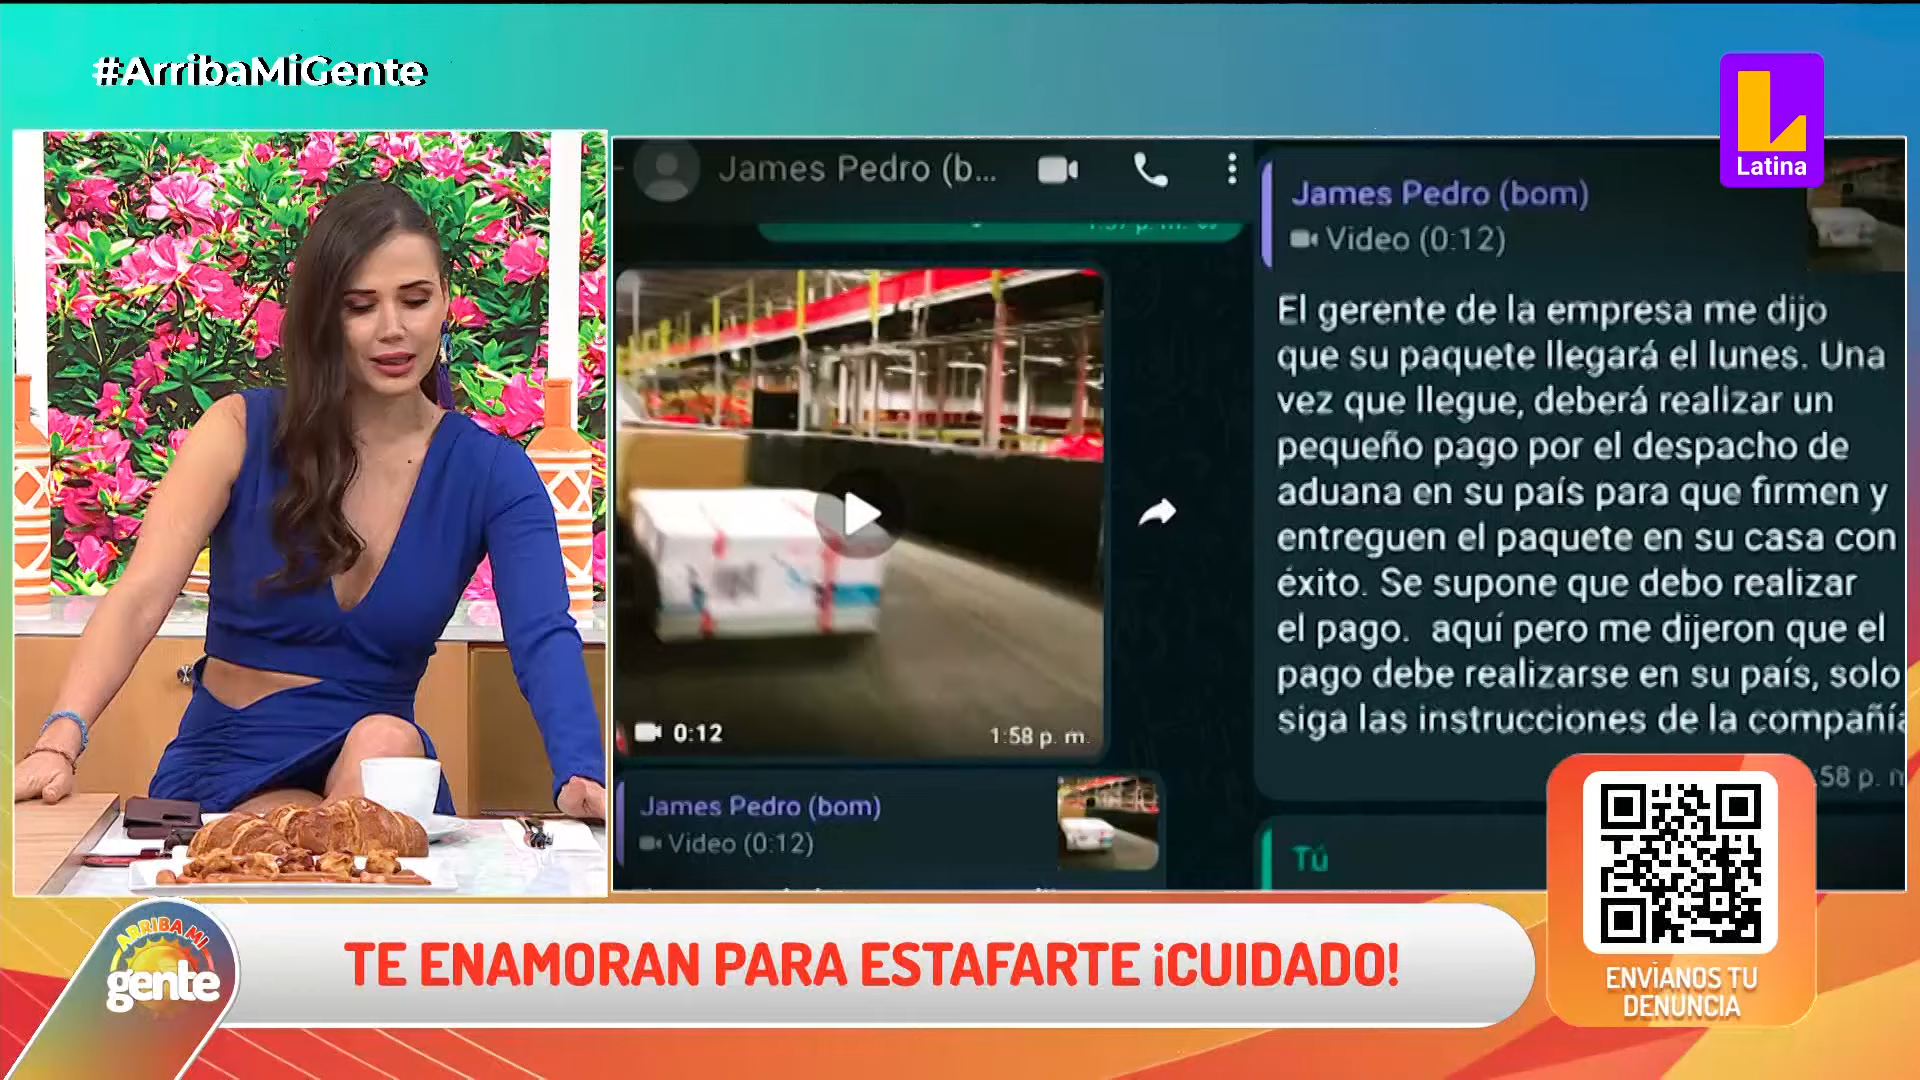 #ArribaMiGente
Latina
James Pedro (b...
0:12
1:58 p. m.
James Pedro (bom)
Video (0:12)
James Pedro (bom)
Video (0:12)
El gerente de la empresa me dijo
que su paquete llegará el lunes. Una
vez que llegue, deberá realizar un
pequeño pago por el despacho de
aduana en su país para que firmen y
entreguen el paquete en su casa con
éxito. Se supone que debo realizar
el pago.  aquí pero me dijeron que el
pago debe realizarse en su país, solo
siga las instrucciones de la compañía
Tú
ARRIBA MI
gente
TE ENAMORAN PARA ESTAFARTE ¡CUIDADO!
ENVÍANOS TU
DENUNCIA